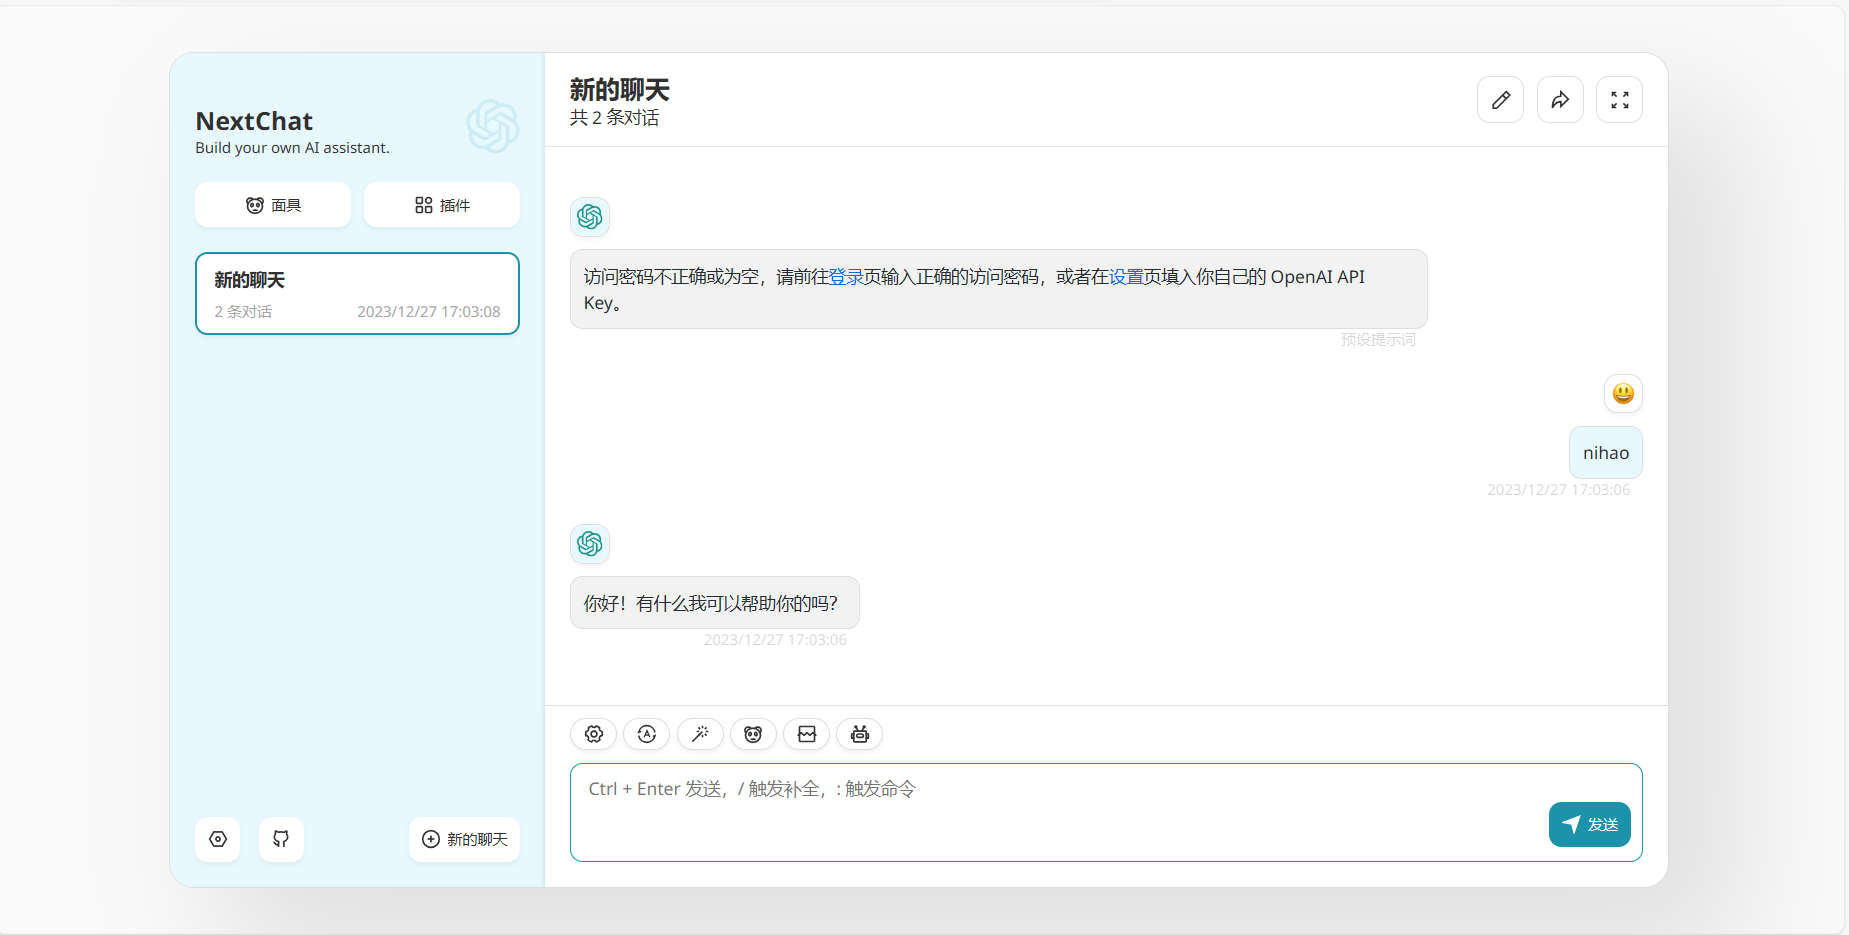 NextChat
Build your own AI assistant.
面具
插件
新的聊天
2 条对话
2023/12/27 17:03:08
新的聊天
新的聊天
共 2 条对话
访问密码不正确或为空，请前往登录页输入正确的访问密码，或者在设置页填入你自己的 OpenAI API
Key。
预设提示词
nihao
2023/12/27 17:03:06
你好！有什么我可以帮助你的吗？
2023/12/27 17:03:06
Ctrl + Enter 发送，/ 触发补全，: 触发命令
发送